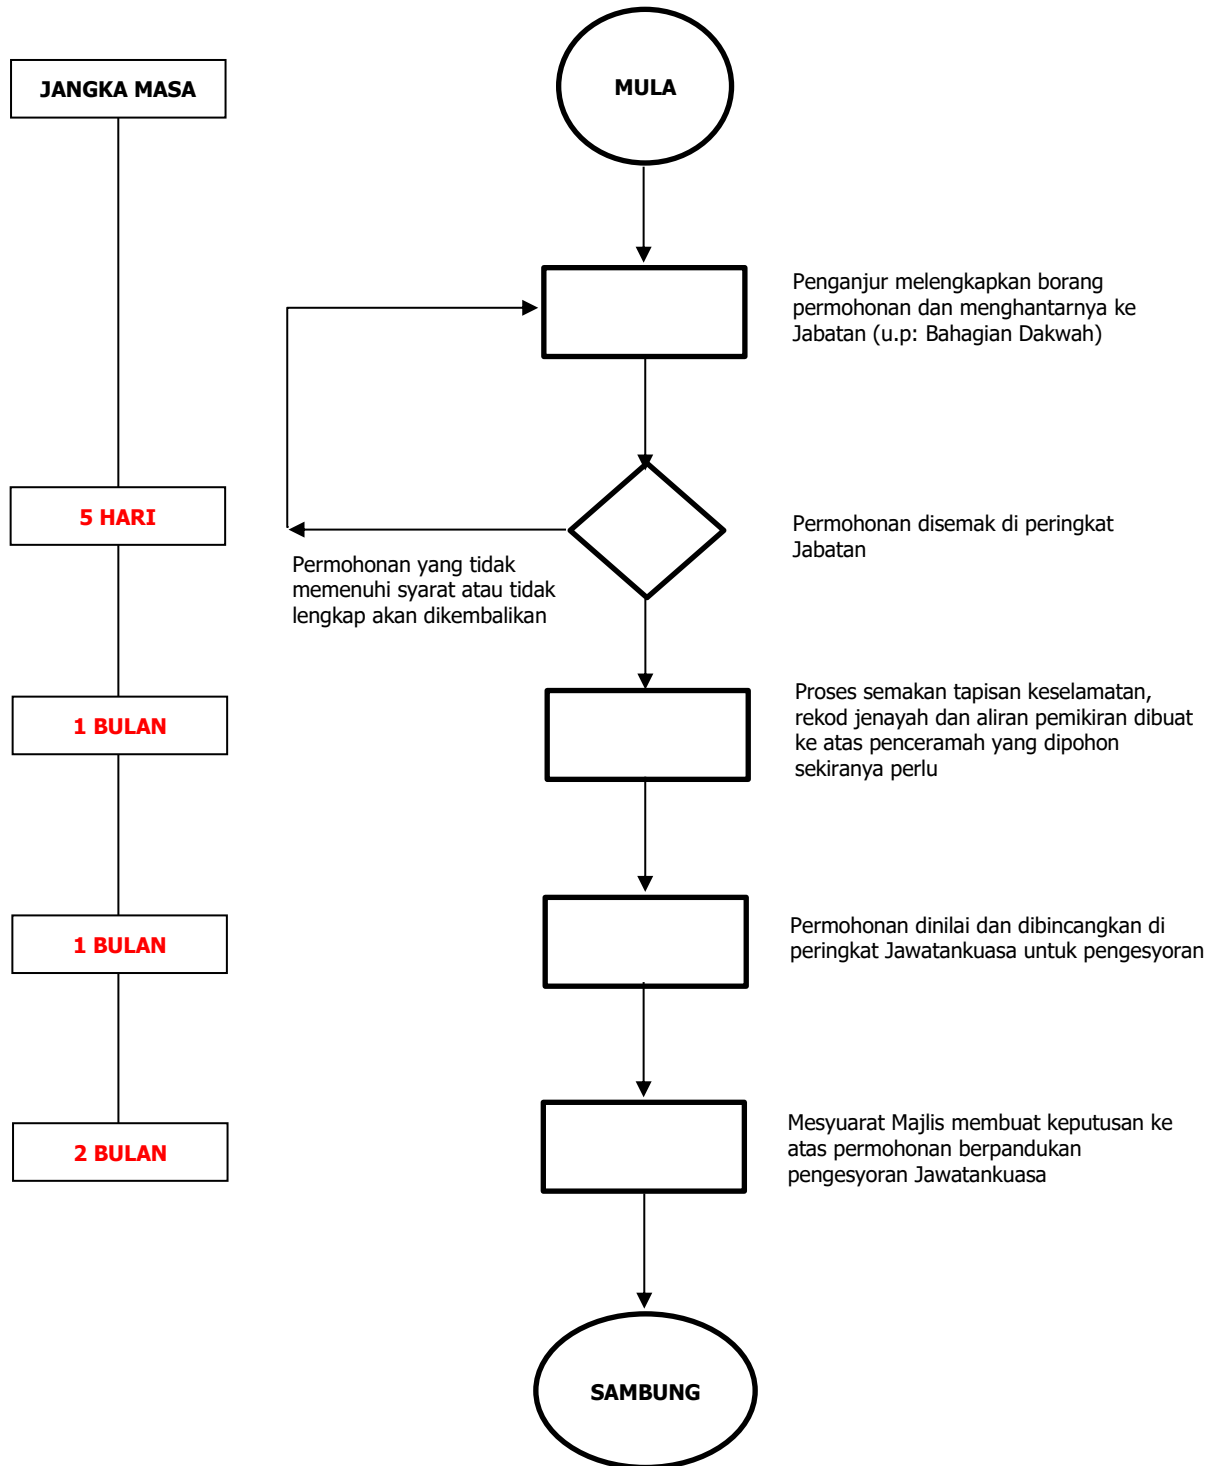 JANGKA MASA
MULA
Penganjur melengkapkan borang
permohonan dan menghantarnya ke
Jabatan (u.p: Bahagian Dakwah)
5 HARI
Permohonan disemak di peringkat
Jabatan
Permohonan yang tidak
memenuhi syarat atau tidak
lengkap akan dikembalikan
1 BULAN
Proses semakan tapisan keselamatan,
rekod jenayah dan aliran pemikiran dibuat
ke atas penceramah yang dipohon
sekiranya perlu
1 BULAN
Permohonan dinilai dan dibincangkan di
peringkat Jawatankuasa untuk pengesyoran
2 BULAN
Mesyuarat Majlis membuat keputusan ke
atas permohonan berpandukan
pengesyoran Jawatankuasa
SAMBUNG